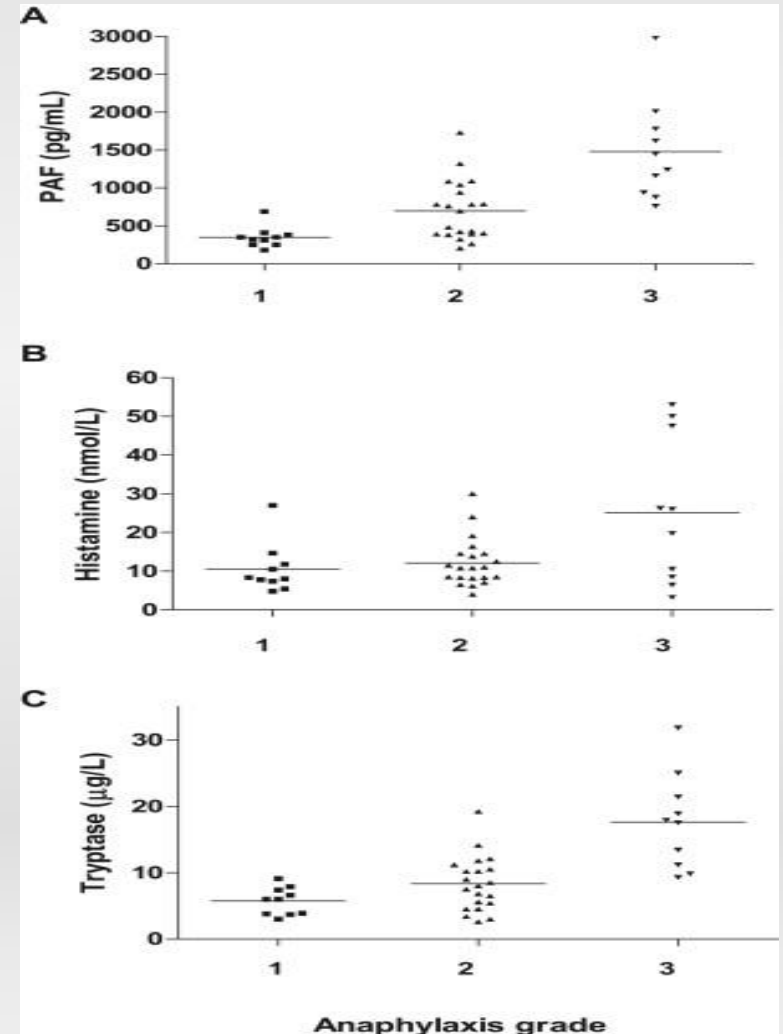 A
PAF (pg/mL)
3000
2500
2000
1500
1000
500
0
1 2 3
B
Histamine (nmol/L)
60
50
40
30
20
10
0
1 2 3
C
Tryptase (μg/L)
30
20
10
0
1 2 3
Anaphylaxis grade